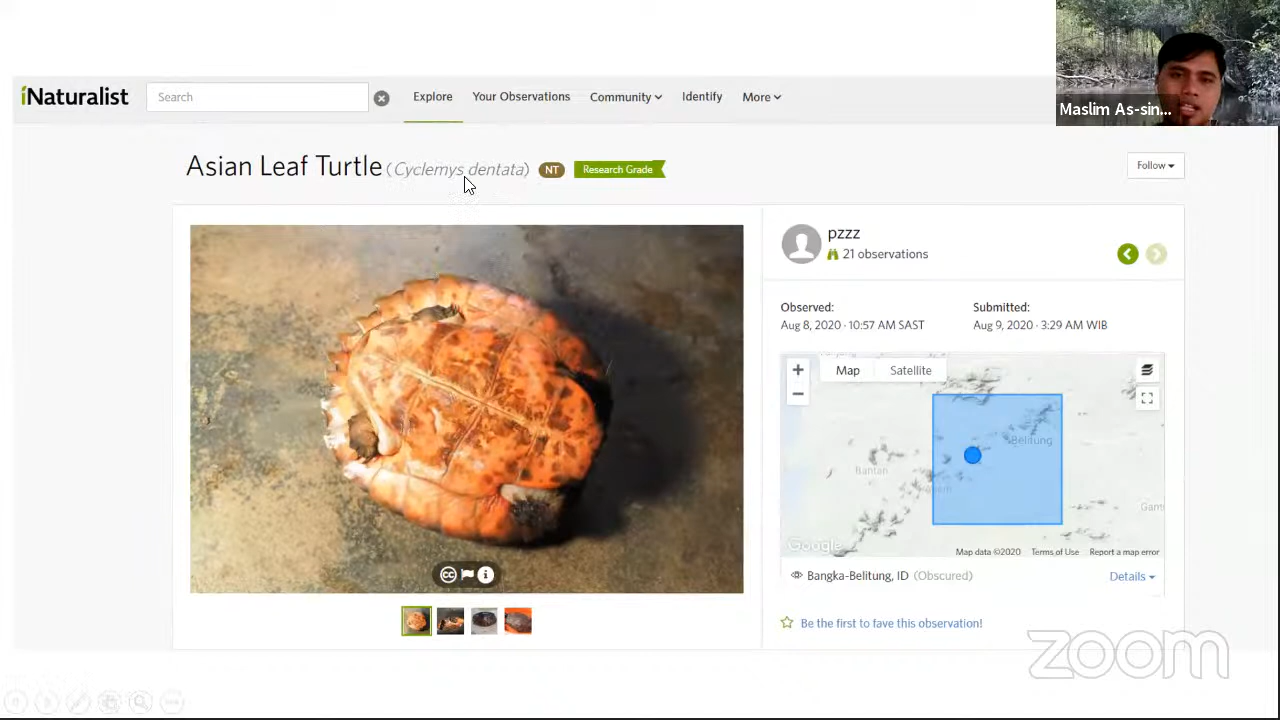 Maslim As-sin...
iNaturalist
Search
Explore
Your Observations
Community
Identify
More
Asian Leaf Turtle (Cyclemys dentata) NT Research Grade
Follow
pzzz
21 observations
Observed:
Aug 8, 2020 · 10:57 AM SAST
Submitted:
Aug 9, 2020 · 3:29 AM WIB
+
−
Map
Satellite
Belitung
Bantan
Google
Map data ©2020
Terms of Use
Report a map error
cc
i
Bangka-Belitung, ID (Obscured)
Details
Be the first to fave this observation!
zoom